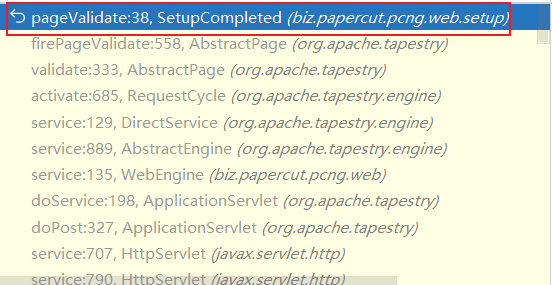 pageValidate:38, SetupCompleted (biz.papercut.pcng.web.setup)
firePageValidate:558, AbstractPage (org.apache.tapestry)
validate:333, AbstractPage (org.apache.tapestry)
activate:685, RequestCycle (org.apache.tapestry.engine)
service:129, DirectService (org.apache.tapestry.engine)
service:889, AbstractEngine (org.apache.tapestry.engine)
service:135, WebEngine (biz.papercut.pcng.web)
doService:198, ApplicationServlet (org.apache.tapestry)
doPost:327, ApplicationServlet (org.apache.tapestry)
service:707, HttpServlet (javax.servlet.http)
service:790, HttpServlet (javax.servlet.http)